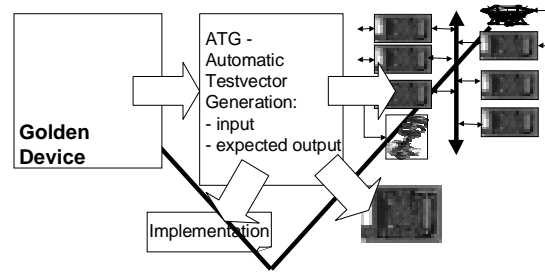 Golden
Device
ATG -
Automatic
Testvector
Generation:
- input
- expected output
Implementation